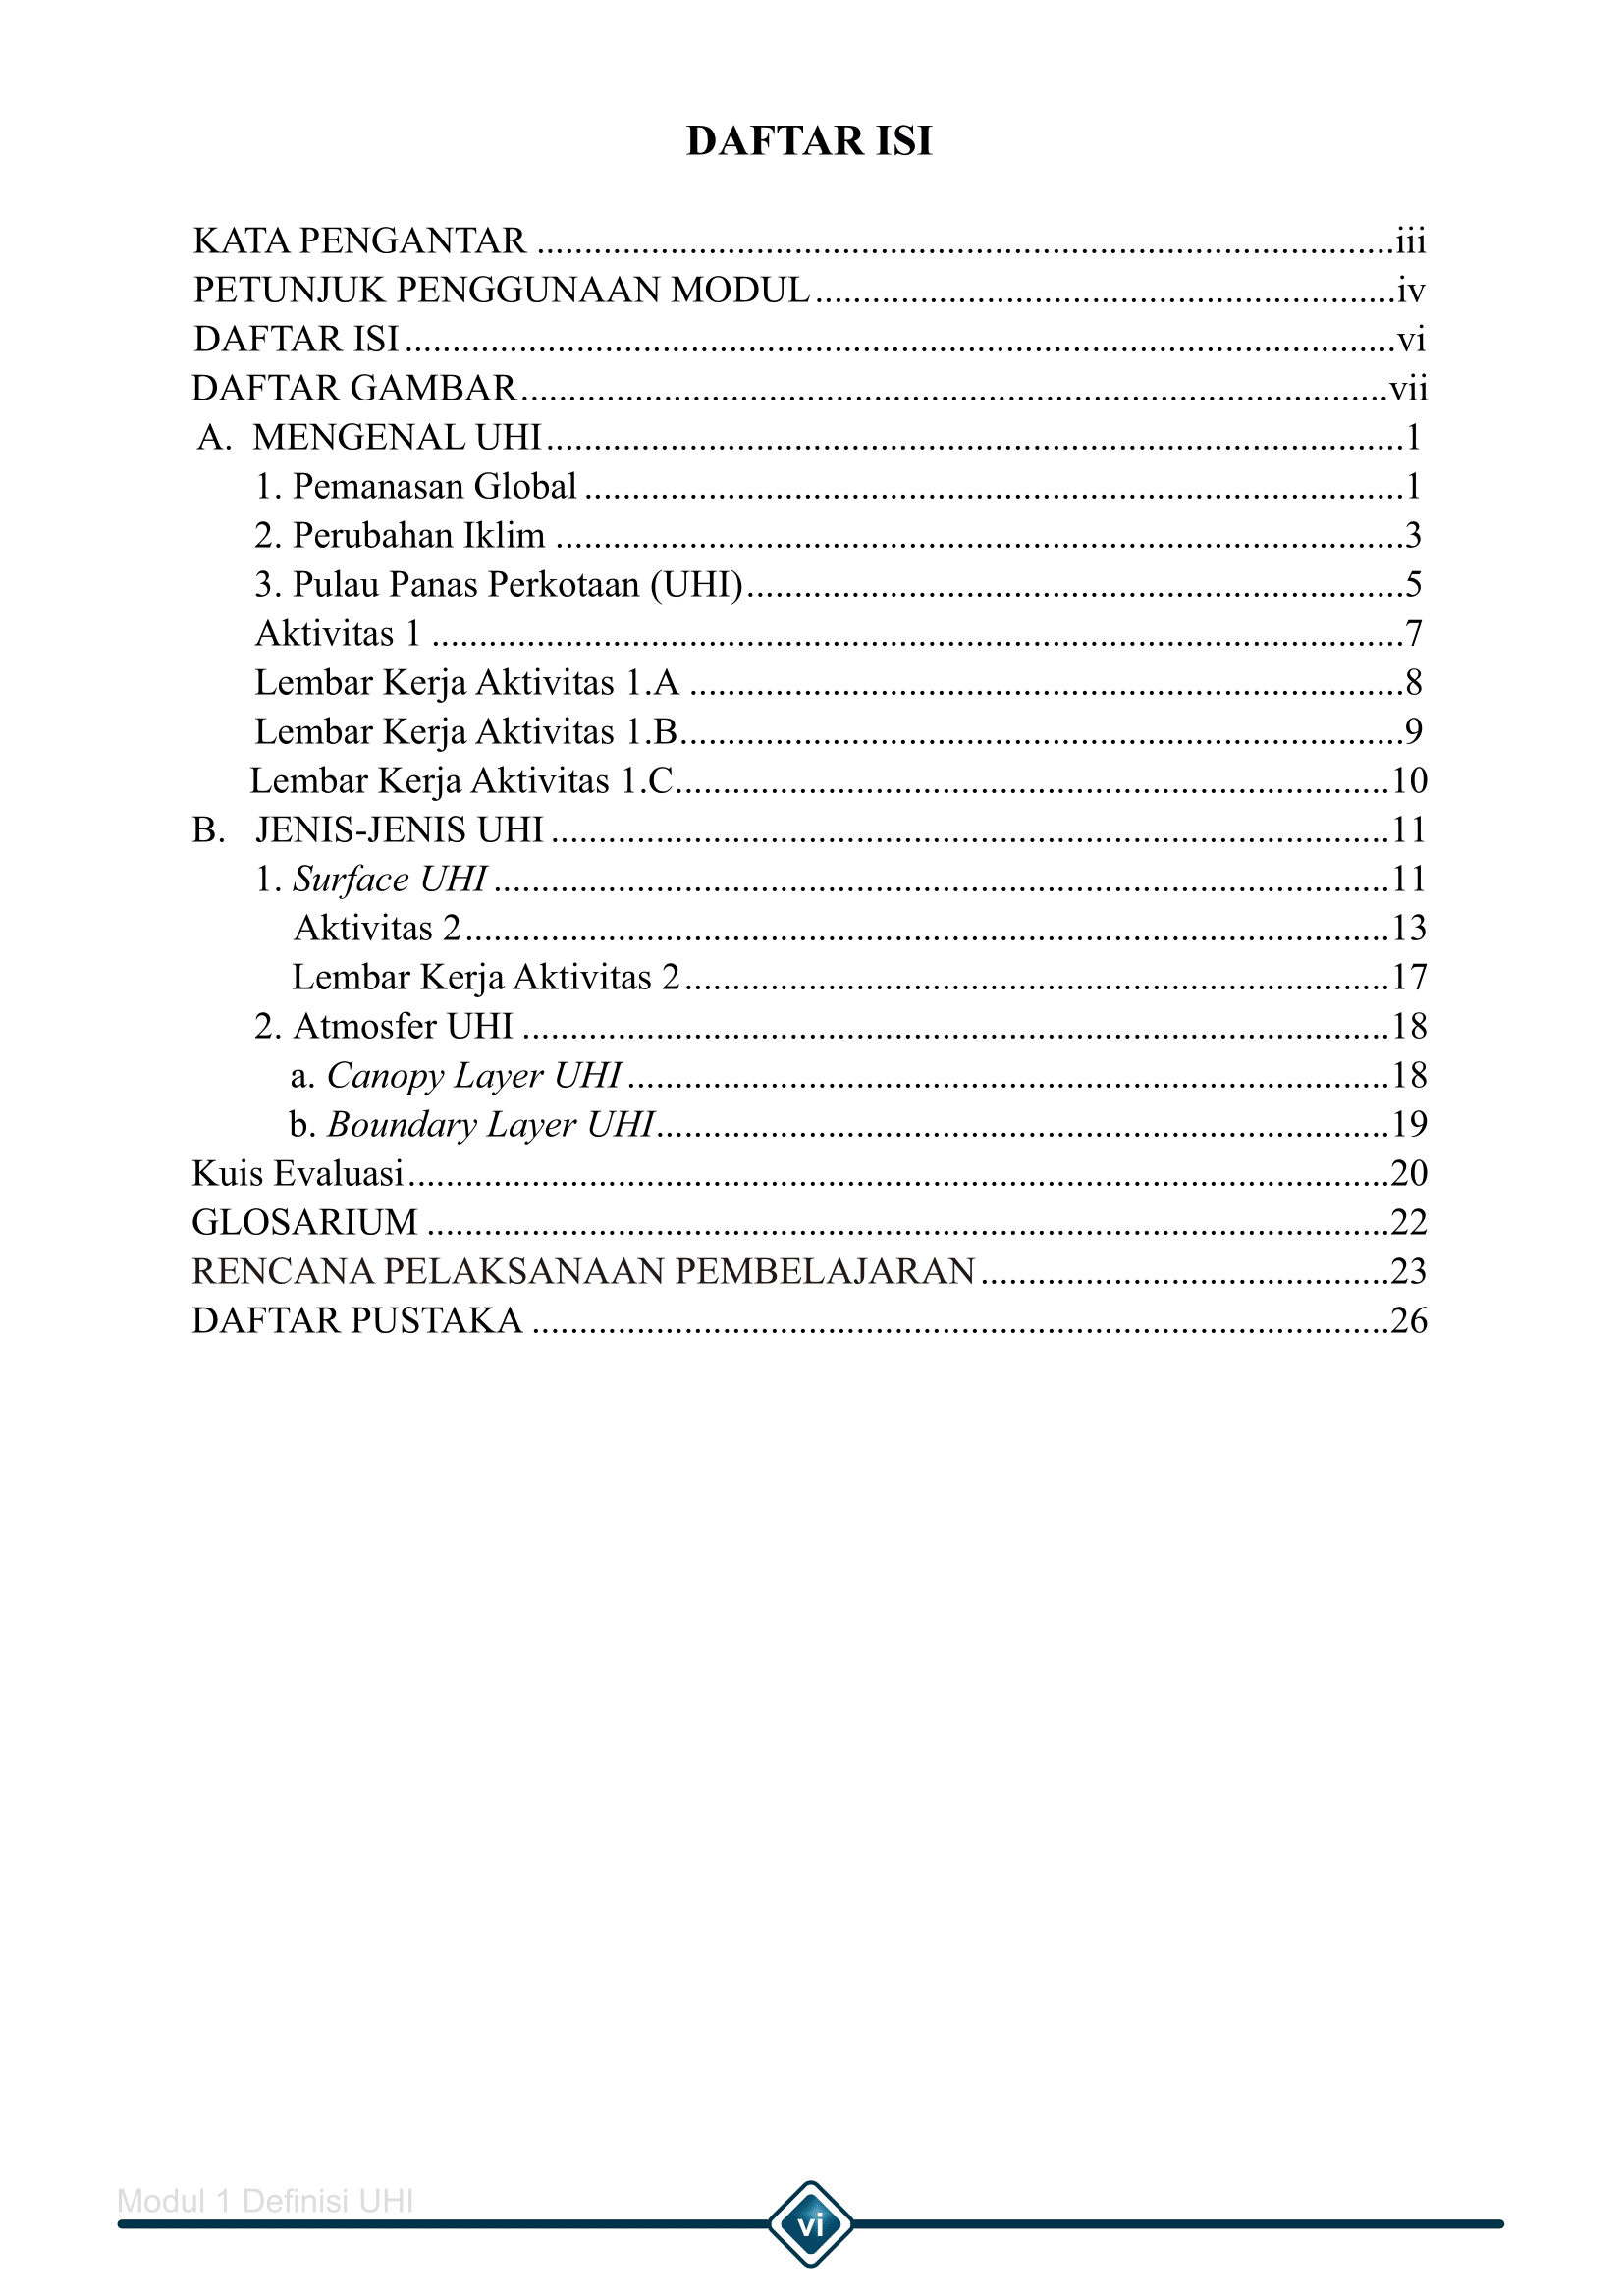 DAFTAR ISI
KATA PENGANTAR ..........................................................................................iii
PETUNJUK PENGGUNAAN MODUL.............................................................iv
DAFTAR ISI........................................................................................................vi
DAFTAR GAMBAR...........................................................................................vii
A. MENGENAL UHI..........................................................................................1
1. Pemanasan Global ......................................................................................1
2. Perubahan Iklim .........................................................................................3
3. Pulau Panas Perkotaan (UHI).....................................................................5
Aktivitas 1 ......................................................................................................7
Lembar Kerja Aktivitas 1.A ...........................................................................8
Lembar Kerja Aktivitas 1.B............................................................................9
Lembar Kerja Aktivitas 1.C...........................................................................10
B. JENIS-JENIS UHI ........................................................................................11
1. Surface UHI ..............................................................................................11
Aktivitas 2.................................................................................................13
Lembar Kerja Aktivitas 2..........................................................................17
2. Atmosfer UHI ...........................................................................................18
a. Canopy Layer UHI ................................................................................18
b. Boundary Layer UHI.............................................................................19
Kuis Evaluasi.......................................................................................................20
GLOSARIUM .....................................................................................................22
RENCANA PELAKSANAAN PEMBELAJARAN...........................................23
DAFTAR PUSTAKA ..........................................................................................26
Modul 1 Definisi UHI
vi